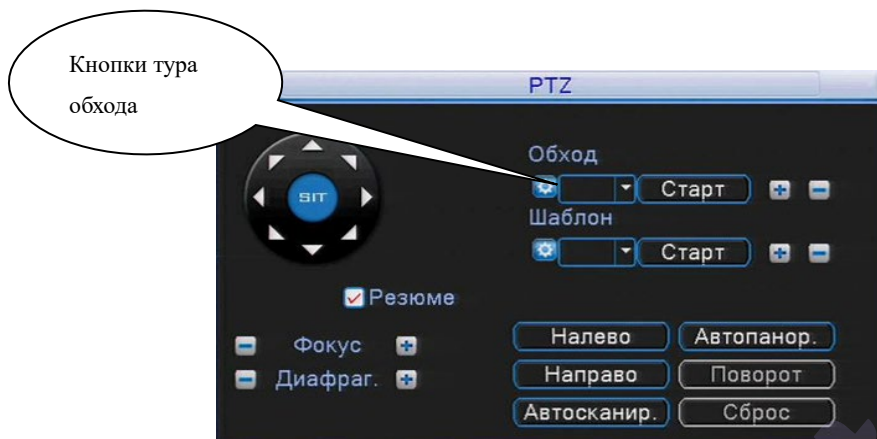 Кнопки тура
обхода
PTZ
Обход
Старт
Шаблон
Старт
SIT
Резюме
Фокус
Диафраг.
Налево
Автопанор.
Направо
Поворот
Автосканир.
Сброс